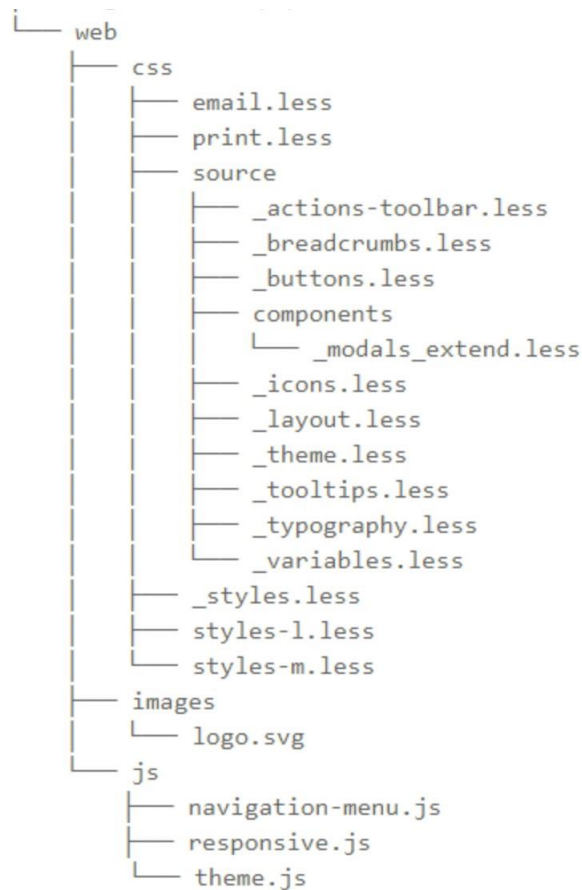 web
css
email.less
print.less
source
_actions-toolbar.less
_breadcrumbs.less
_buttons.less
components
_modals_extend.less
_icons.less
_layout.less
_theme.less
_tooltips.less
_typography.less
_variables.less
_styles.less
styles-l.less
styles-m.less
images
logo.svg
js
navigation-menu.js
responsive.js
theme.js